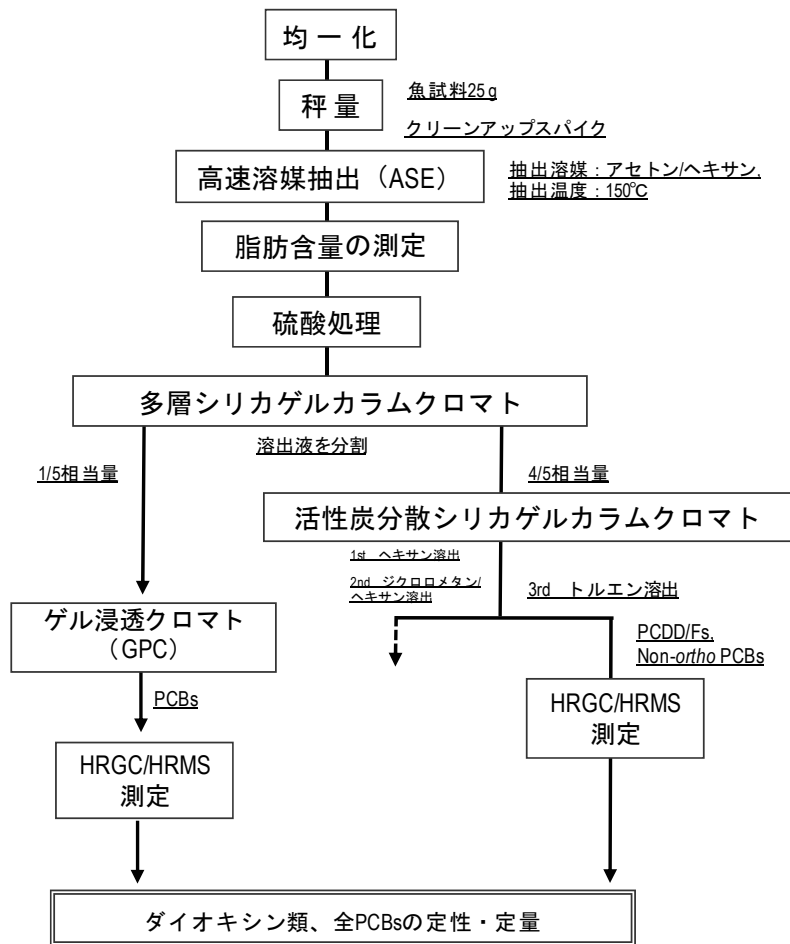 均一化
秤量
魚試料25 g
クリーンアップスパイク
高速溶媒抽出（ASE）
抽出溶媒：アセトン/ヘキサン,
抽出温度：150℃
脂肪含量の測定
硫酸処理
多層シリカゲルカラムクロマト
溶出液を分割
1/5相当量
4/5相当量
活性炭分散シリカゲルカラムクロマト
1st ヘキサン溶出
2nd ジクロロメタン/
ヘキサン溶出
3rd トルエン溶出
ゲル浸透クロマト
（GPC）
PCDD/Fs,
Non-ortho PCBs
PCBs
HRGC/HRMS
測定
HRGC/HRMS
測定
ダイオキシン類、全PCBsの定性・定量